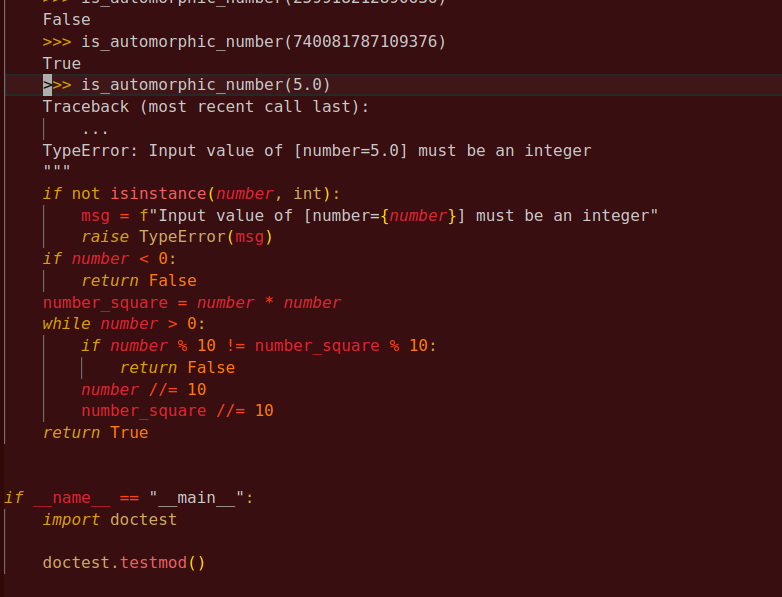 >>> is_automorphic_number(259918212890636)
False
>>> is_automorphic_number(740081787109376)
True
>>> is_automorphic_number(5.0)
Traceback (most recent call last):
...
TypeError: Input value of [number=5.0] must be an integer
"""
if not isinstance(number, int):
msg = f"Input value of [number={number}] must be an integer"
raise TypeError(msg)
if number < 0:
return False
number_square = number * number
while number > 0:
if number % 10 != number_square % 10:
return False
number //= 10
number_square //= 10
return True
if __name__ == "__main__":
import doctest
doctest.testmod()